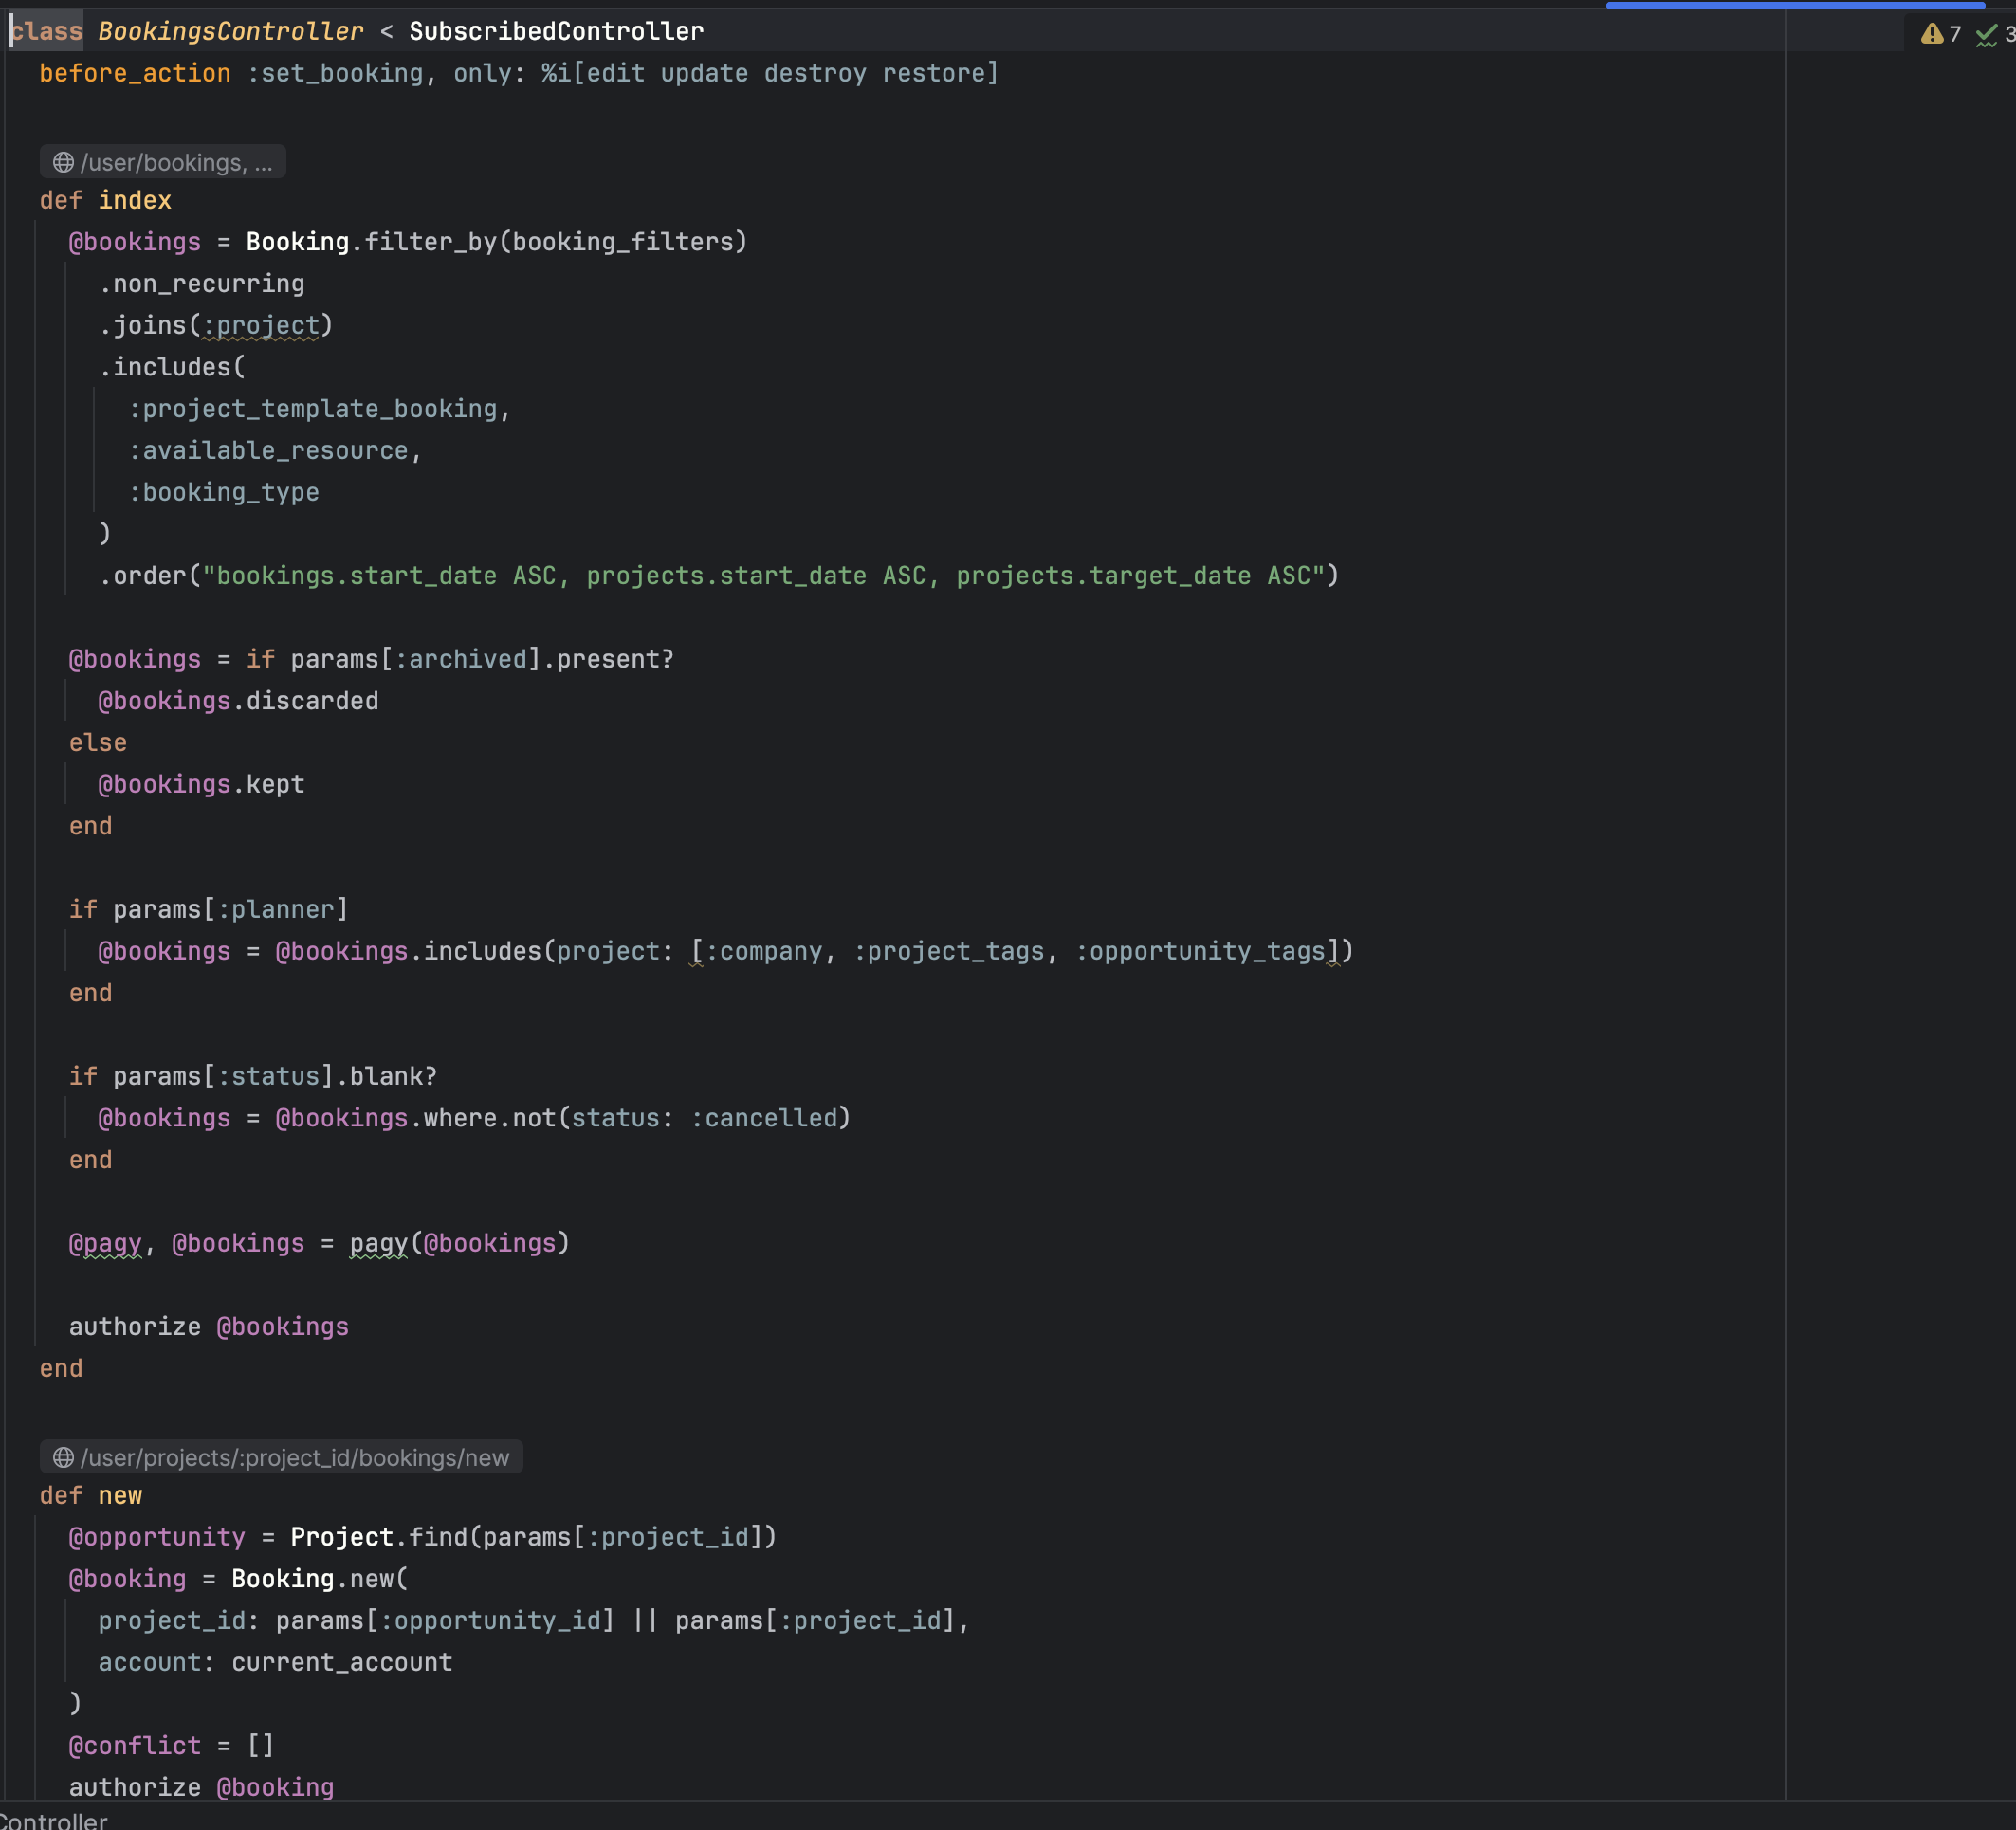 class BookingsController < SubscribedController
7 3
before_action :set_booking, only: %i[edit update destroy restore]
/user/bookings, ...
def index
@bookings = Booking.filter_by(booking_filters)
.non_recurring
.joins(:project)
.includes(
:project_template_booking,
:available_resource,
:booking_type
)
.order("bookings.start_date ASC, projects.start_date ASC, projects.target_date ASC")
@bookings = if params[:archived].present?
@bookings.discarded
else
@bookings.kept
end
if params[:planner]
@bookings = @bookings.includes(project: [:company, :project_tags, :opportunity_tags])
end
if params[:status].blank?
@bookings = @bookings.where.not(status: :cancelled)
end
@pagy, @bookings = pagy(@bookings)
authorize @bookings
end
/user/projects/:project_id/bookings/new
def new
@opportunity = Project.find(params[:project_id])
@booking = Booking.new(
project_id: params[:opportunity_id] || params[:project_id],
account: current_account
)
@conflict = []
authorize @booking
Controller